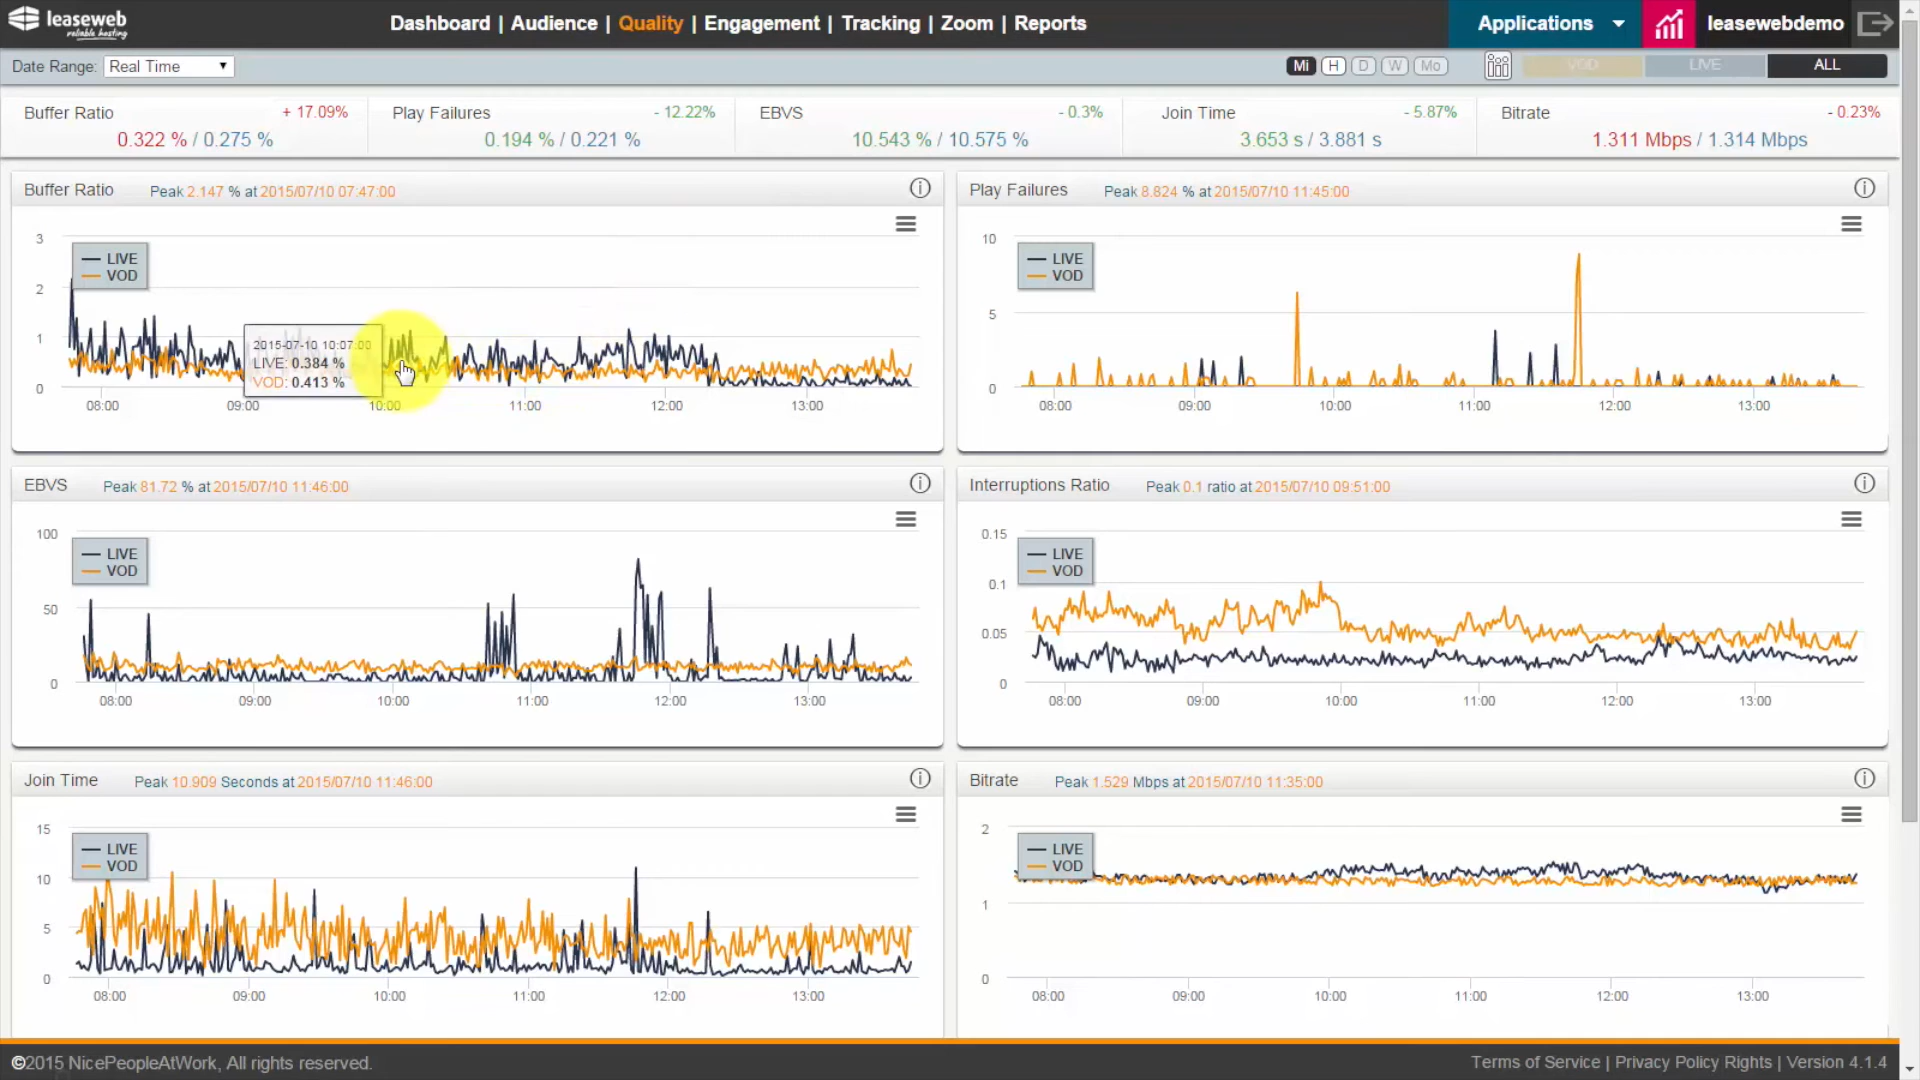 leaseweb
reliable hosting
Dashboard | Audience | Quality | Engagement | Tracking | Zoom | Reports
Applications
leasewebdemo
Date Range: Real Time
Mi H D W Mo
VOD LIVE ALL
Buffer Ratio + 17.09%
0.322 % / 0.275 %
Play Failures - 12.22%
0.194 % / 0.221 %
EBVS - 0.3%
10.543 % / 10.575 %
Join Time - 5.87%
3.653 s / 3.881 s
Bitrate - 0.23%
1.311 Mbps / 1.314 Mbps
Buffer Ratio Peak 2.147 % at 2015/07/10 07:47:00
3
2
1
0
LIVE
VOD
2015-07-10 10:07:00
LIVE: 0.384 %
VOD: 0.413 %
08:00 09:00 10:00 11:00 12:00 13:00
Play Failures Peak 8.824 % at 2015/07/10 11:45:00
10
5
0
LIVE
VOD
08:00 09:00 10:00 11:00 12:00 13:00
EBVS Peak 81.72 % at 2015/07/10 11:46:00
100
50
0
LIVE
VOD
08:00 09:00 10:00 11:00 12:00 13:00
Interruptions Ratio Peak 0.1 ratio at 2015/07/10 09:51:00
0.15
0.1
0.05
0
LIVE
VOD
08:00 09:00 10:00 11:00 12:00 13:00
Join Time Peak 10.909 Seconds at 2015/07/10 11:46:00
15
10
5
0
LIVE
VOD
08:00 09:00 10:00 11:00 12:00 13:00
Bitrate Peak 1.529 Mbps at 2015/07/10 11:35:00
2
1
0
LIVE
VOD
08:00 09:00 10:00 11:00 12:00 13:00
©2015 NicePeopleAtWork, All rights reserved.
Terms of Service | Privacy Policy Rights | Version 4.1.4